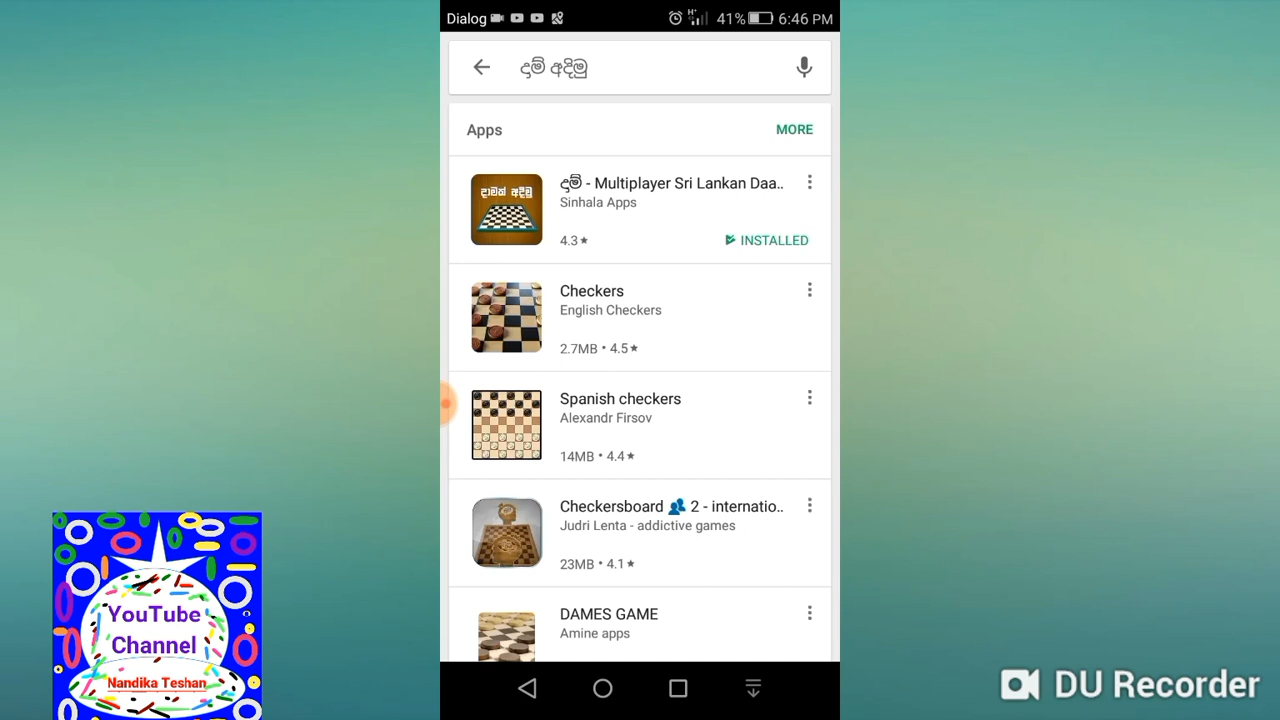 Dialog H+ 41% 6:46 PM
දාම් අදිමු
Apps MORE
දාමක් අදිමු
දාම් - Multiplayer Sri Lankan Daa..
Sinhala Apps
4.3★ INSTALLED
Checkers
English Checkers
2.7MB • 4.5★
Spanish checkers
Alexandr Firsov
14MB • 4.4★
Checkersboard 👥 2 - internatio..
Judri Lenta - addictive games
23MB • 4.1★
DAMES GAME
Amine apps
YouTube
Channel
Nandika Teshan
DU Recorder